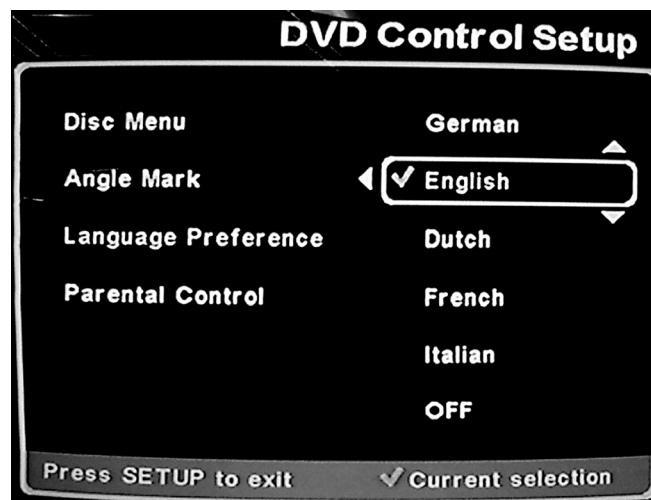 DVD Control Setup
Disc Menu German
Angle Mark English
Language Preference Dutch
Parental Control French
Italian
OFF
Press SETUP to exit Current selection